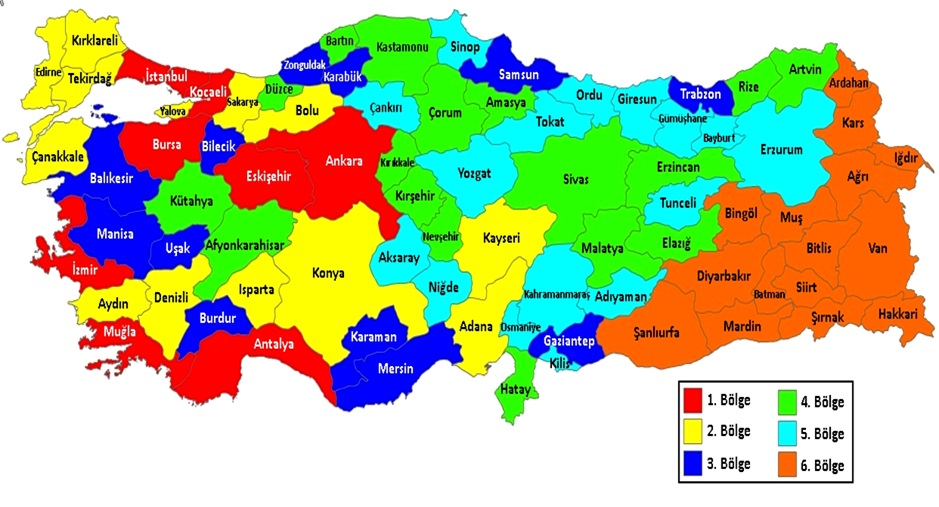 Kırklareli
Edirne
Tekirdağ
İstanbul
Kocaeli
Yalova
Sakarya
Düzce
Bolu
Zonguldak
Bartın
Karabük
Kastamonu
Sinop
Samsun
Çankırı
Çorum
Amasya
Tokat
Ordu
Giresun
Trabzon
Gümüşhane
Bayburt
Rize
Artvin
Ardahan
Kars
Iğdır
Ağrı
Erzurum
Erzincan
Çanakkale
Balıkesir
Bursa
Bilecik
Eskişehir
Ankara
Kırıkkale
Kırşehir
Yozgat
Sivas
Tunceli
Bingöl
Muş
Kütahya
Manisa
Uşak
Afyonkarahisar
Nevşehir
Kayseri
Malatya
Elazığ
Bitlis
Van
İzmir
Aydın
Denizli
Isparta
Konya
Aksaray
Niğde
Kahramanmaraş
Adıyaman
Diyarbakır
Batman
Siirt
Muğla
Burdur
Antalya
Karaman
Mersin
Adana
Osmaniye
Gaziantep
Kilis
Hatay
Şanlıurfa
Mardin
Şırnak
Hakkari
1. Bölge
2. Bölge
3. Bölge
4. Bölge
5. Bölge
6. Bölge